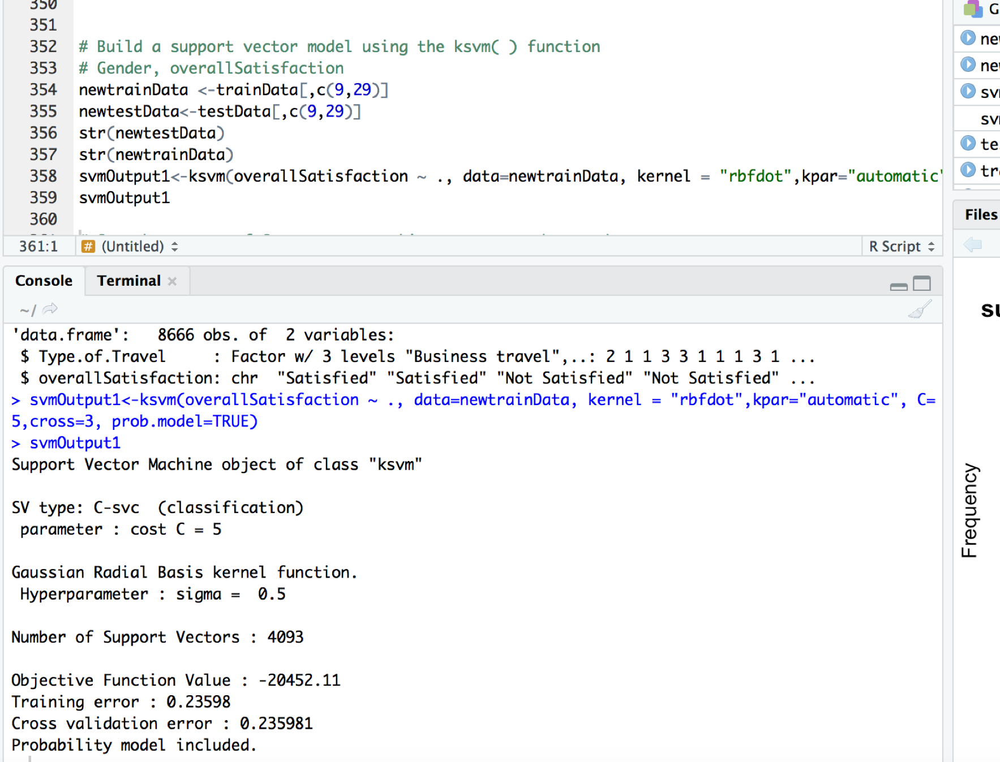 350
351
352 # Build a support vector model using the ksvm( ) function
353 # Gender, overallSatisfaction
354 newtrainData <-trainData[,c(9,29)]
355 newtestData<-testData[,c(9,29)]
356 str(newtestData)
357 str(newtrainData)
358 svmOutput1<-ksvm(overallSatisfaction ~ ., data=newtrainData, kernel = "rbfdot",kpar="automatic"
359 svmOutput1
360
361:1 # (Untitled) R Script
Console Terminal
~/
'data.frame':   8666 obs. of  2 variables:
 $ Type.of.Travel     : Factor w/ 3 levels "Business travel",..: 2 1 1 3 3 1 1 1 3 1 ...
 $ overallSatisfaction: chr  "Satisfied" "Satisfied" "Not Satisfied" "Not Satisfied" ...
> svmOutput1<-ksvm(overallSatisfaction ~ ., data=newtrainData, kernel = "rbfdot",kpar="automatic", C=
5,cross=3, prob.model=TRUE)
> svmOutput1
Support Vector Machine object of class "ksvm"
SV type: C-svc  (classification)
 parameter : cost C = 5
Gaussian Radial Basis kernel function.
 Hyperparameter : sigma =  0.5
Number of Support Vectors : 4093
Objective Function Value : -20452.11
Training error : 0.23598
Cross validation error : 0.235981
Probability model included.
Files
Frequency